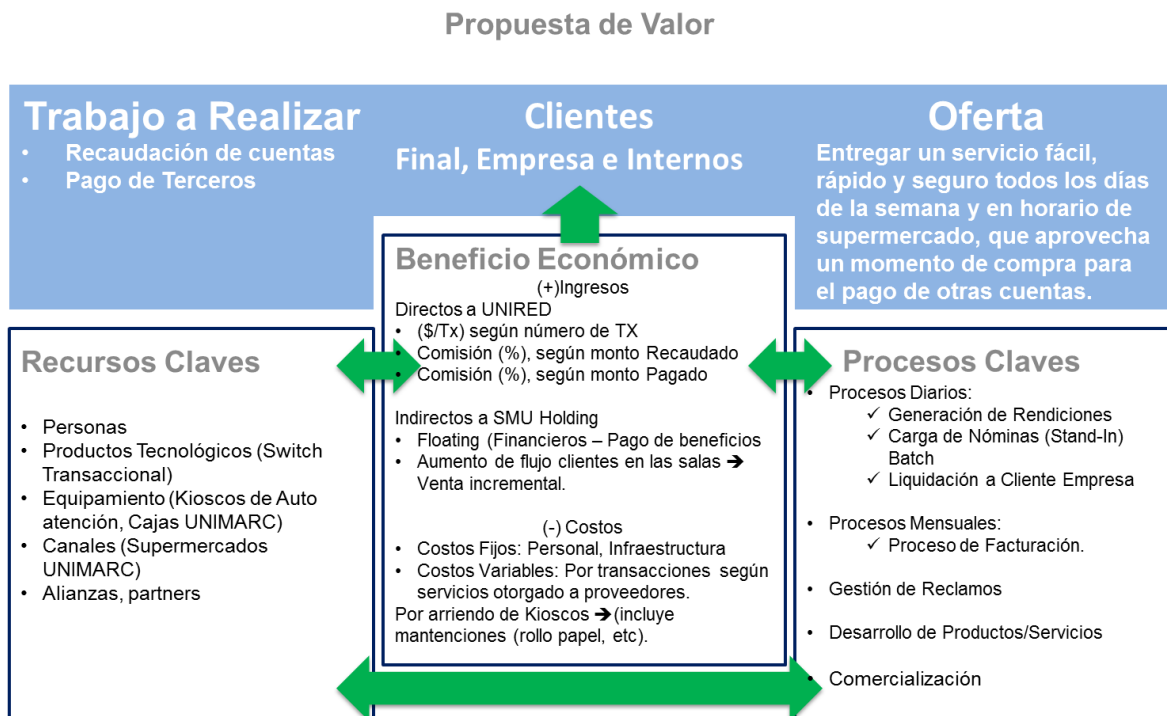 Propuesta de Valor
Trabajo a Realizar
• Recaudación de cuentas
• Pago de Terceros
Clientes
Final, Empresa e Internos
Oferta
Entregar un servicio fácil,
rápido y seguro todos los días
de la semana y en horario de
supermercado, que aprovecha
un momento de compra para
el pago de otras cuentas.
Recursos Claves
• Personas
• Productos Tecnológicos (Switch
Transaccional)
• Equipamiento (Kioscos de Auto
atención, Cajas UNIMARC)
• Canales (Supermercados
UNIMARC)
• Alianzas, partners
Beneficio Económico
(+)Ingresos
Directos a UNIRED
• ($/Tx) según número de TX
• Comisión (%), según monto Recaudado
• Comisión (%), según monto Pagado
Indirectos a SMU Holding
• Floating (Financieros – Pago de beneficios
• Aumento de flujo clientes en las salas ➔
Venta incremental.
(-) Costos
• Costos Fijos: Personal, Infraestructura
• Costos Variables: Por transacciones según
servicios otorgado a proveedores.
Por arriendo de Kioscos ➔(incluye
mantenciones (rollo papel, etc).
Procesos Claves
• Procesos Diarios:
✓ Generación de Rendiciones
✓ Carga de Nóminas (Stand-In)
Batch
✓ Liquidación a Cliente Empresa
• Procesos Mensuales:
✓ Proceso de Facturación.
• Gestión de Reclamos
• Desarrollo de Productos/Servicios
• Comercialización